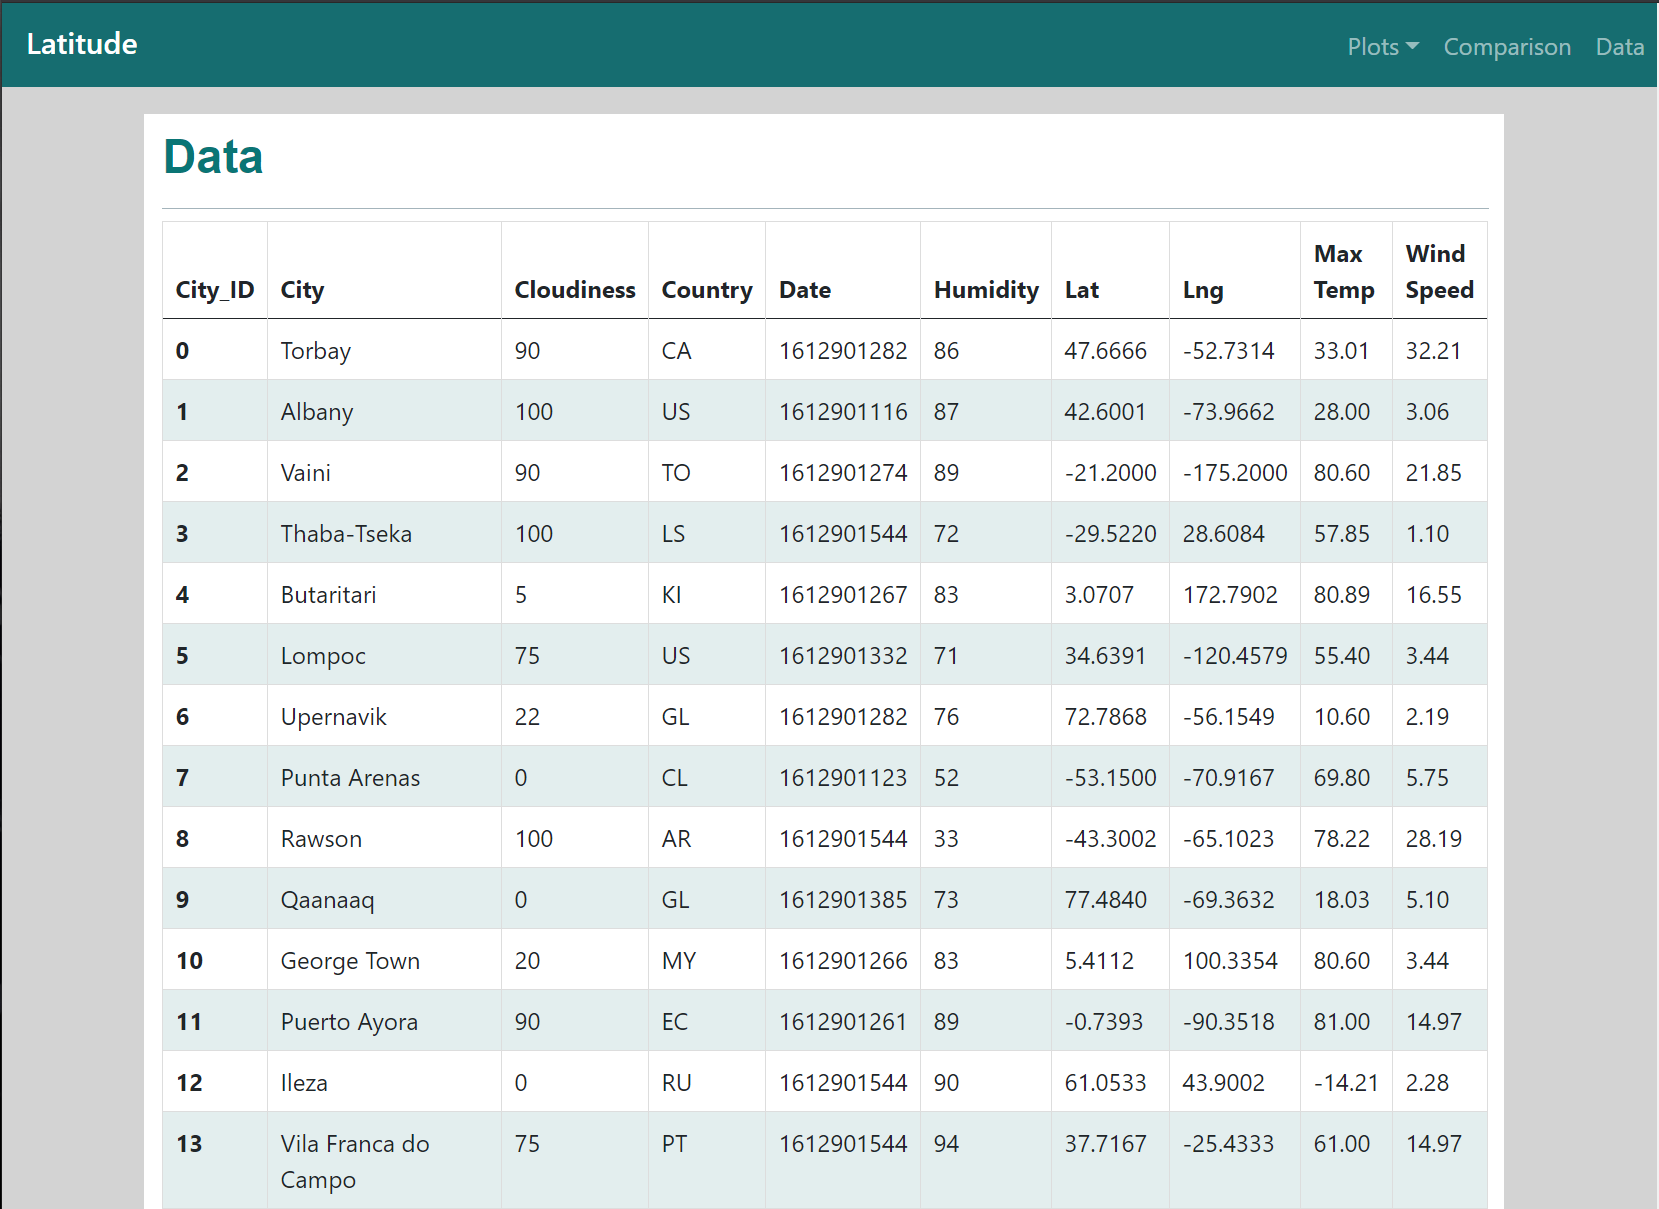 Latitude Plots Comparison Data
Data
City_ID City Cloudiness Country Date Humidity Lat Lng Max Temp Wind Speed
0 Torbay 90 CA 1612901282 86 47.6666 -52.7314 33.01 32.21
1 Albany 100 US 1612901116 87 42.6001 -73.9662 28.00 3.06
2 Vaini 90 TO 1612901274 89 -21.2000 -175.2000 80.60 21.85
3 Thaba-Tseka 100 LS 1612901544 72 -29.5220 28.6084 57.85 1.10
4 Butaritari 5 KI 1612901267 83 3.0707 172.7902 80.89 16.55
5 Lompoc 75 US 1612901332 71 34.6391 -120.4579 55.40 3.44
6 Upernavik 22 GL 1612901282 76 72.7868 -56.1549 10.60 2.19
7 Punta Arenas 0 CL 1612901123 52 -53.1500 -70.9167 69.80 5.75
8 Rawson 100 AR 1612901544 33 -43.3002 -65.1023 78.22 28.19
9 Qaanaaq 0 GL 1612901385 73 77.4840 -69.3632 18.03 5.10
10 George Town 20 MY 1612901266 83 5.4112 100.3354 80.60 3.44
11 Puerto Ayora 90 EC 1612901261 89 -0.7393 -90.3518 81.00 14.97
12 Ileza 0 RU 1612901544 90 61.0533 43.9002 -14.21 2.28
13 Vila Franca do Campo 75 PT 1612901544 94 37.7167 -25.4333 61.00 14.97